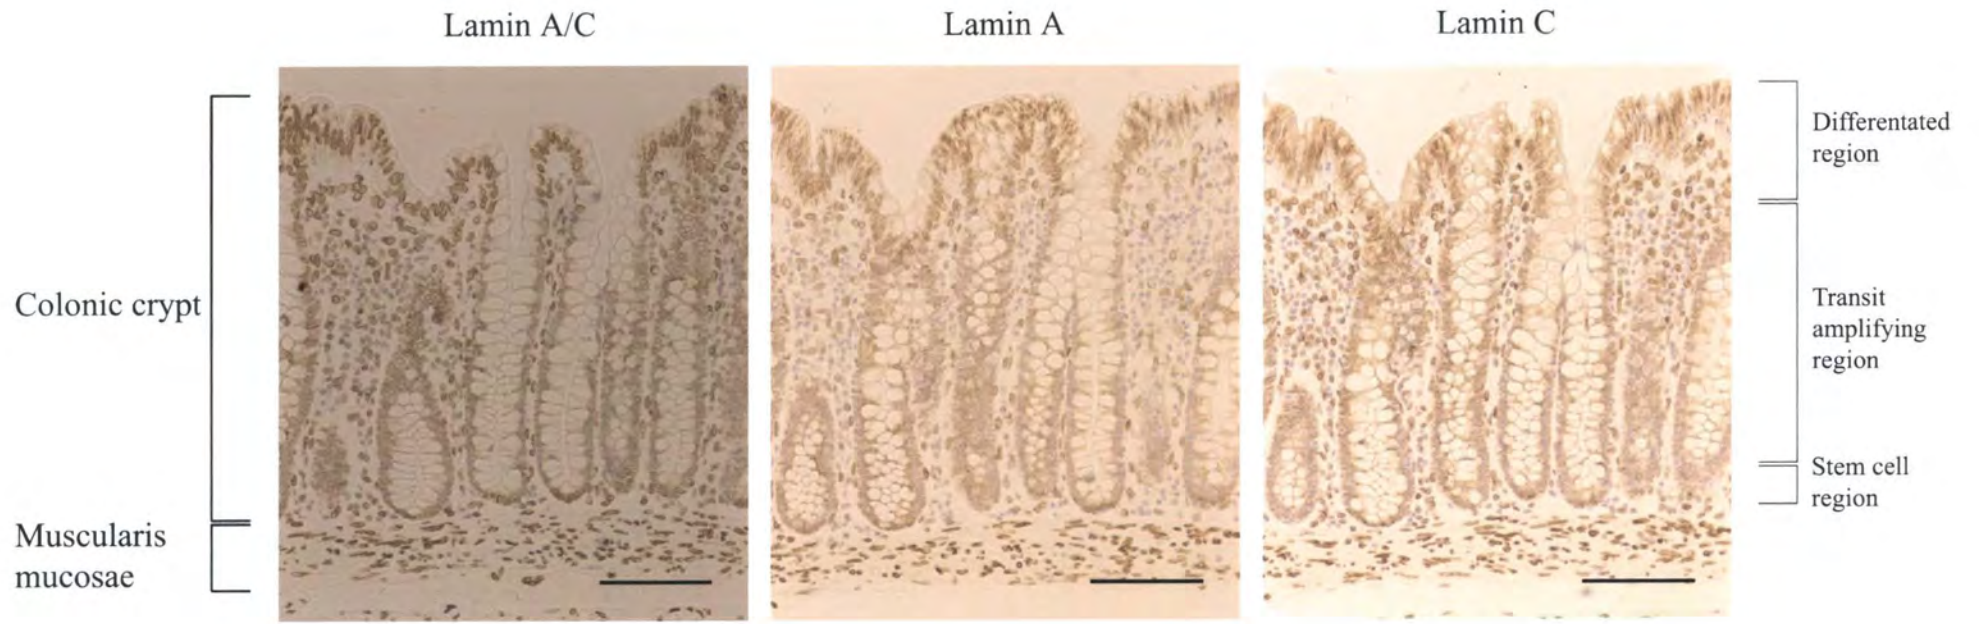 Lamin A/C
Lamin A
Lamin C
Colonic crypt
Muscularis
mucosae
Differentated
region
Transit
amplifying
region
Stem cell
region